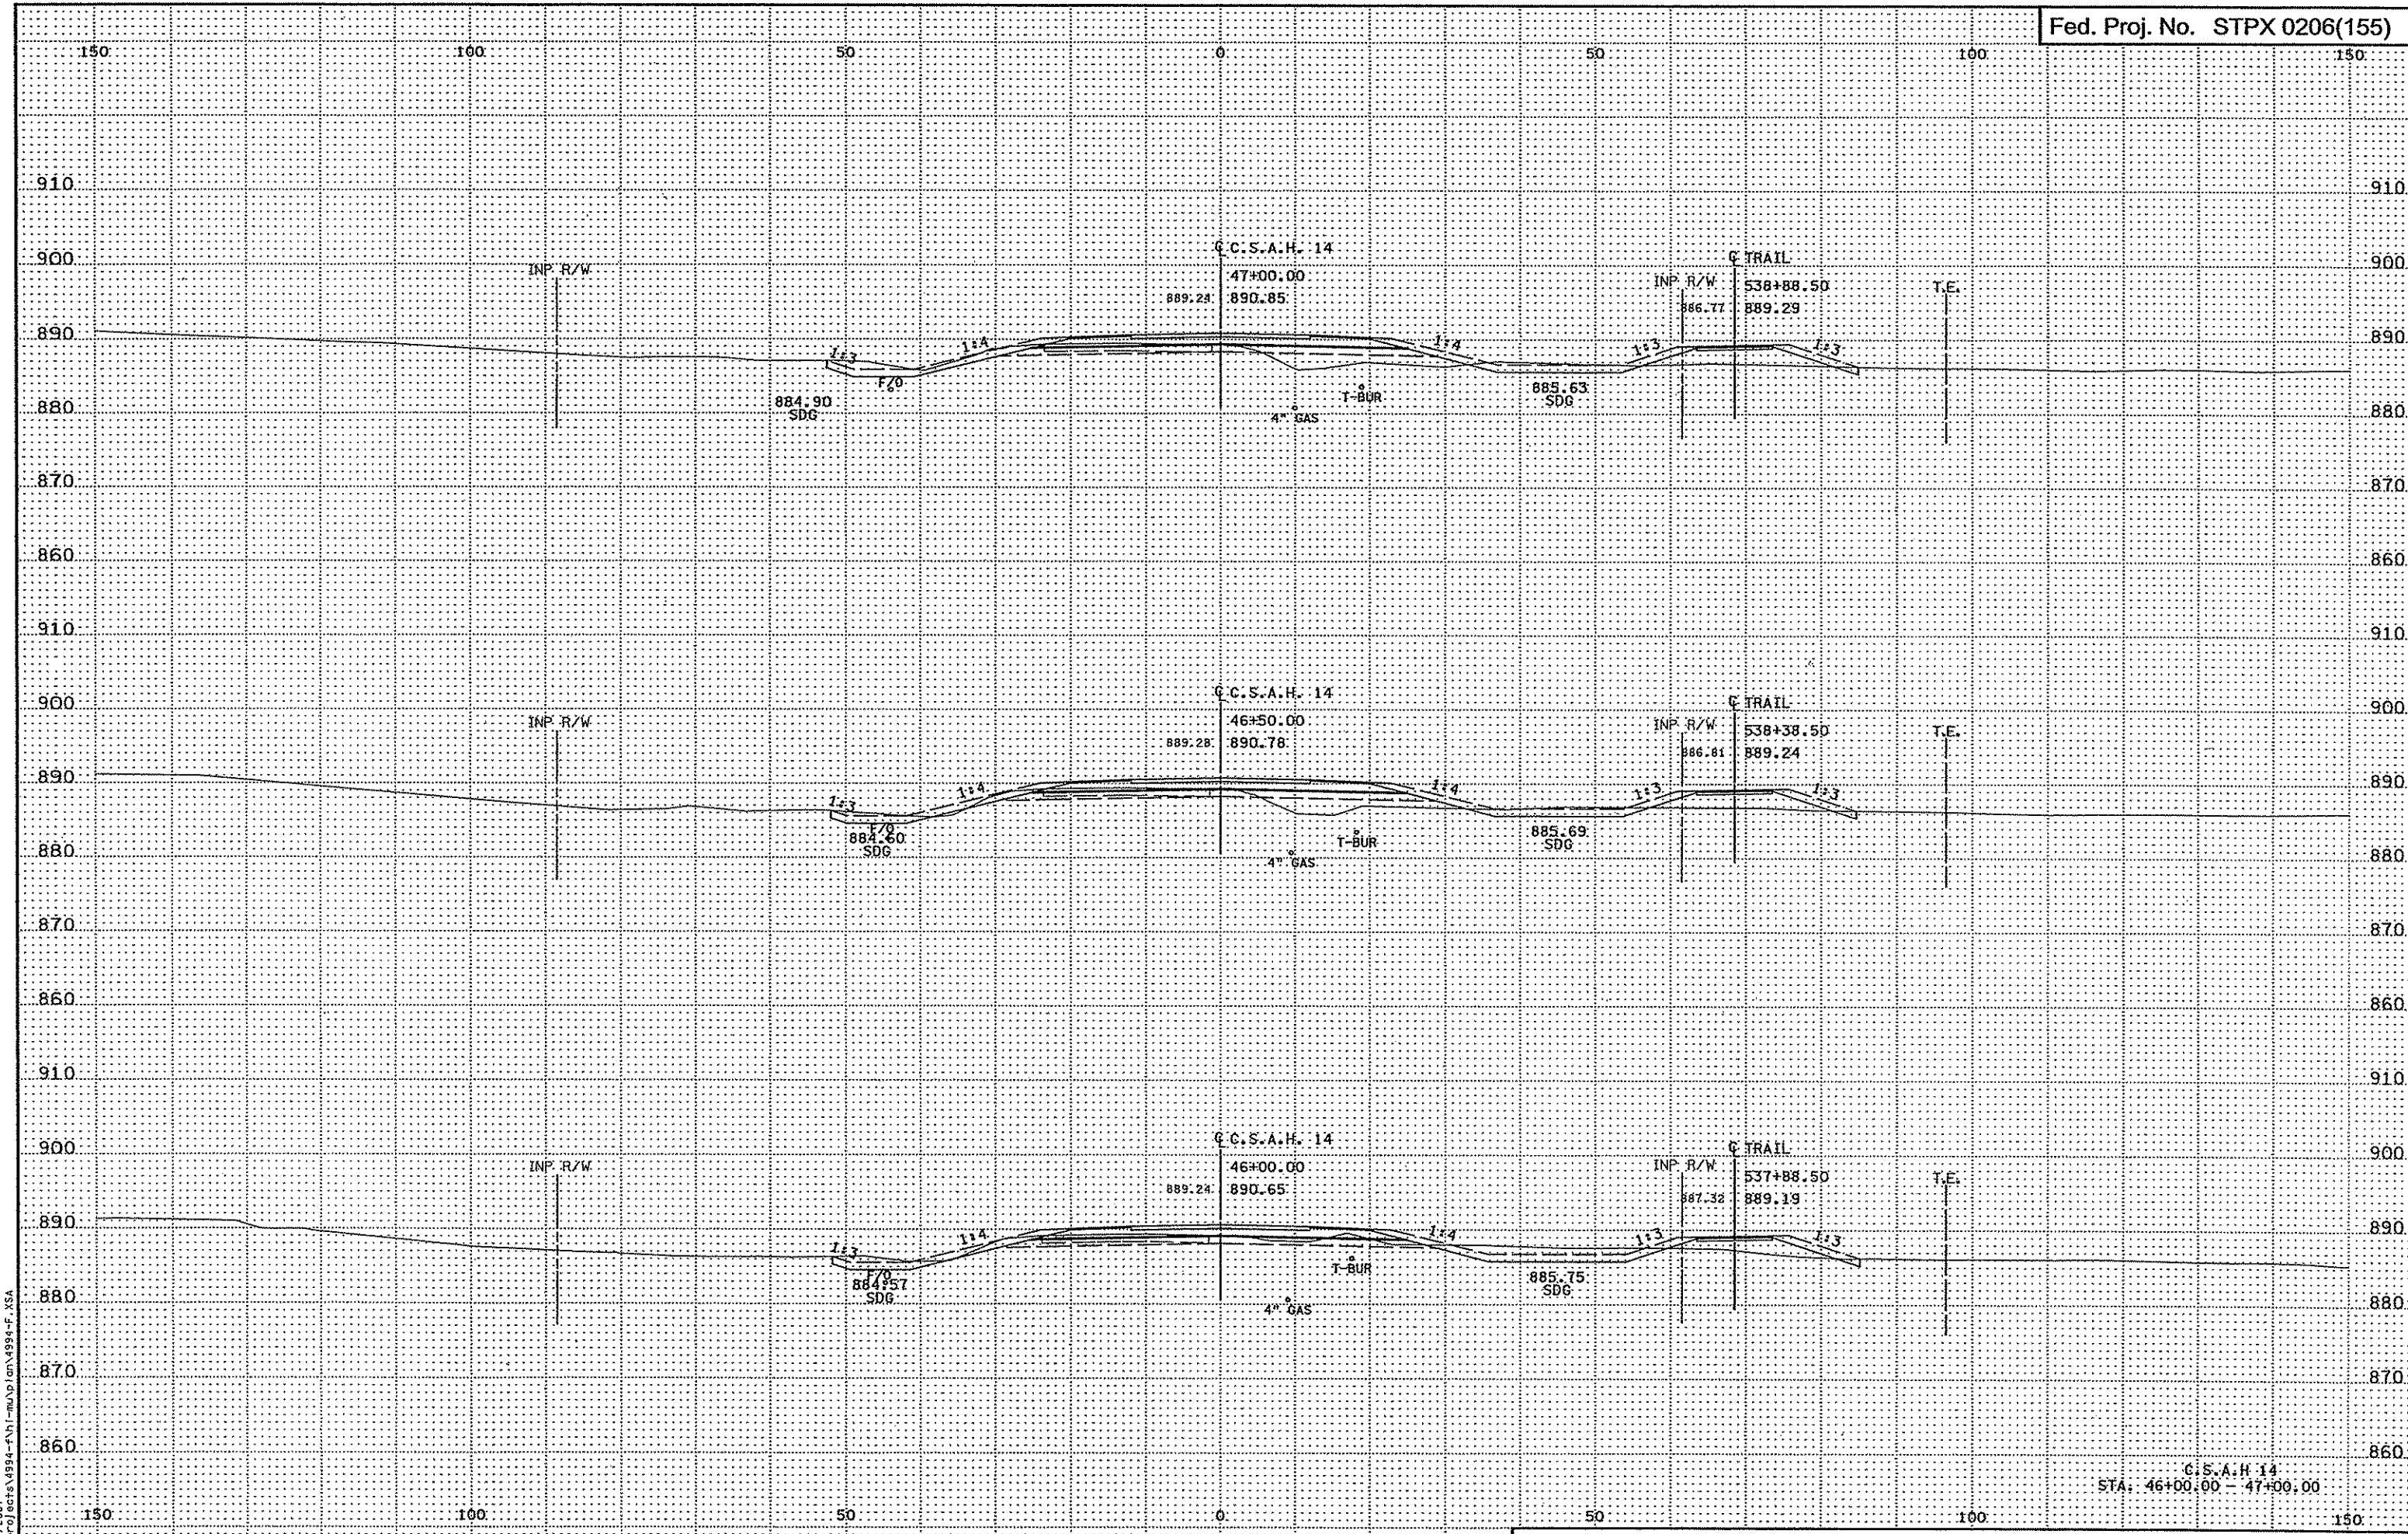 Fed. Proj. No. STPX 0206(155)
150 100 50 0 50 100 150
910 910
900 900
890 890
880 880
870 870
860 860
INP R/W
℄ C.S.A.H. 14
47+00.00
889.24 890.85
℄ TRAIL
INP R/W 538+88.50
886.77 889.29
T.E.
1:3 1:4 1:4 1:3 1:3
F/O
884.90
SDG
T-BUR
4" GAS
885.63
SDG
910 910
900 900
890 890
880 880
870 870
860 860
INP R/W
℄ C.S.A.H. 14
46+50.00
889.28 890.78
℄ TRAIL
INP R/W 538+38.50
886.81 889.24
T.E.
1:3 1:4 1:4 1:3 1:3
F/O
884.60
SDG
T-BUR
4" GAS
885.69
SDG
910 910
900 900
890 890
880 880
870 870
860 860
INP R/W
℄ C.S.A.H. 14
46+00.00
889.24 890.65
℄ TRAIL
INP R/W 537+88.50
887.32 889.19
T.E.
1:3 1:4 1:4 1:3 1:3
F/O
884.57
SDG
T-BUR
4" GAS
885.75
SDG
C.S.A.H 14
STA. 46+00.00 - 47+00.00
150 100 50 0 50 100 150
rojects\4994-f\hi-mu\plan\4994-F.XSA